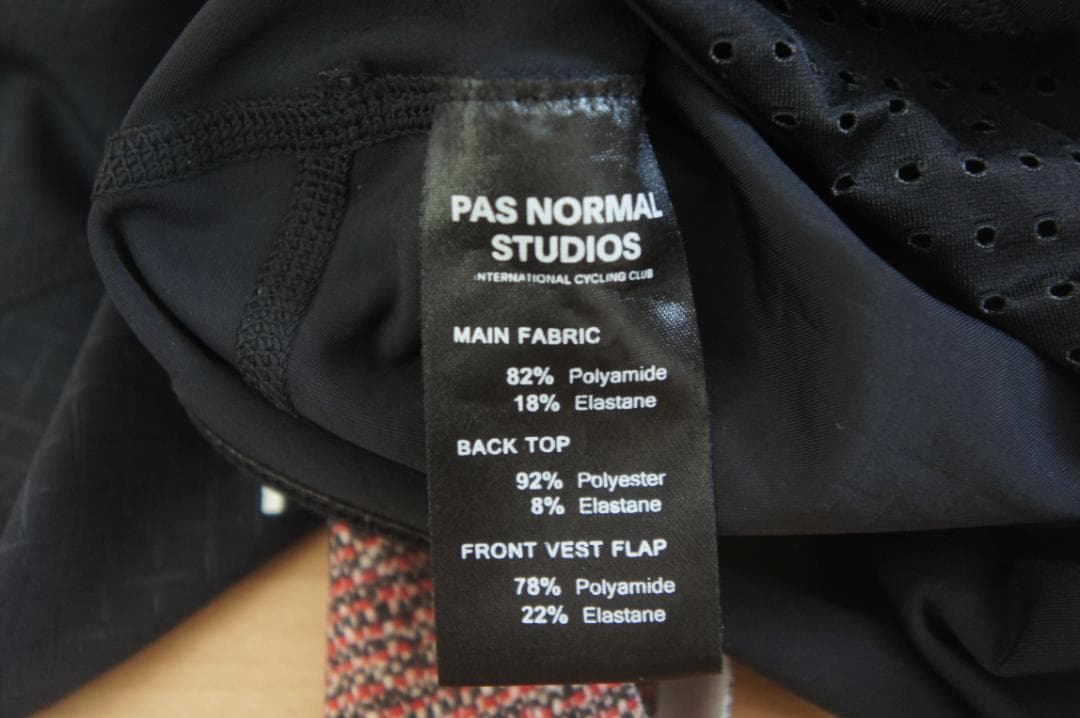 PAS NORMAL
STUDIOS
INTERNATIONAL CYCLING CLUB
MAIN FABRIC
82% Polyamide
18% Elastane
BACK TOP
92% Polyester
8% Elastane
FRONT VEST FLAP
78% Polyamide
22% Elastane